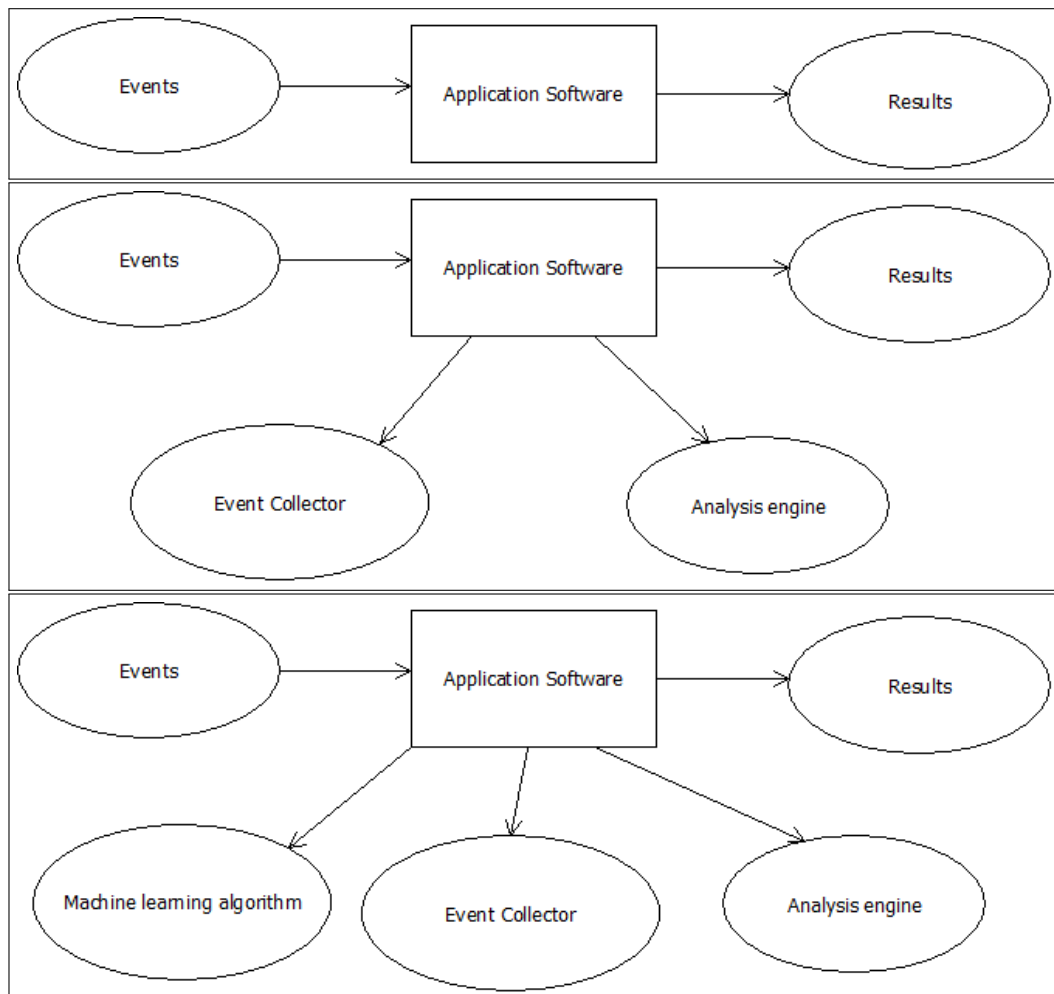 Events
Application Software
Results
Events
Application Software
Results
Event Collector
Analysis engine
Events
Application Software
Results
Machine learning algorithm
Event Collector
Analysis engine